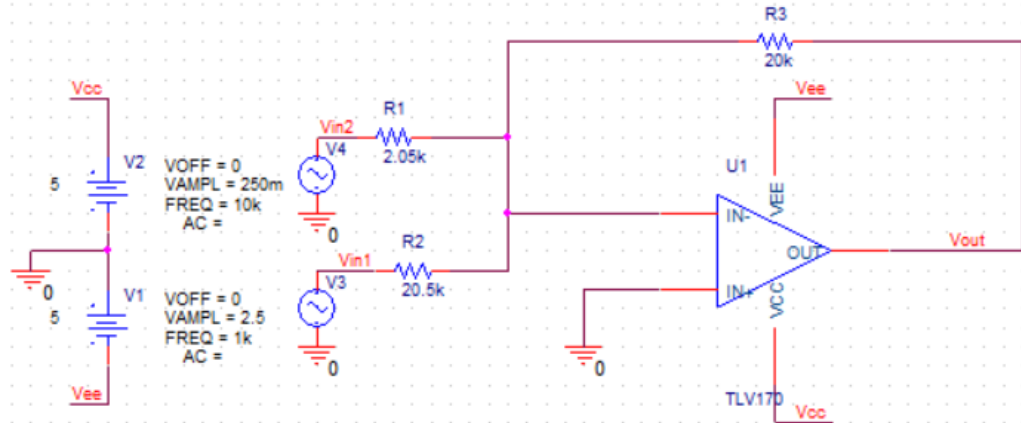 R3
20k
Vcc
Vee
R1
Vin2
V4
2.05k
V2
5
VOFF = 0
VAMPL = 250m
FREQ = 10k
AC =
0
U1
VEE
IN-
OUT
Vout
IN+
VCC
R2
Vin1
V3
20.5k
0
V1
5
VOFF = 0
VAMPL = 2.5
FREQ = 1k
AC =
0
0
Vee
TLV170
Vcc